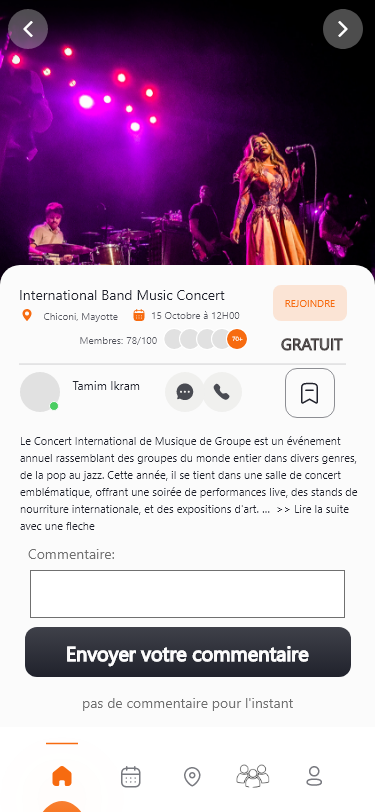 International Band Music Concert
REJOINDRE
Chiconi, Mayotte
15 Octobre à 12H00
Membres: 78/100
70+
GRATUIT
Tamim Ikram
Le Concert International de Musique de Groupe est un événement
annuel rassemblant des groupes du monde entier dans divers genres,
de la pop au jazz. Cette année, il se tient dans une salle de concert
emblématique, offrant une soirée de performances live, des stands de
nourriture internationale, et des expositions d'art. ... >> Lire la suite
avec une fleche
Commentaire:
Envoyer votre commentaire
pas de commentaire pour l'instant